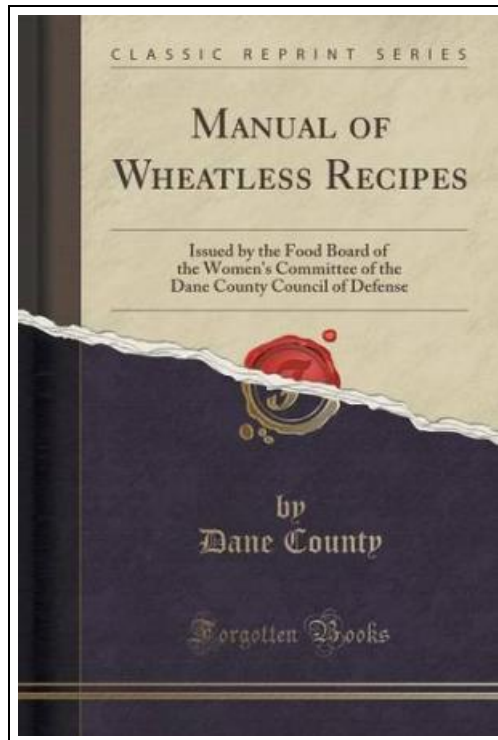 CLASSIC REPRINT SERIES
MANUAL OF
WHEATLESS RECIPES
Issued by the Food Board of
the Women's Committee of the
Dane County Council of Defense
by
Dane County
Forgotten Books